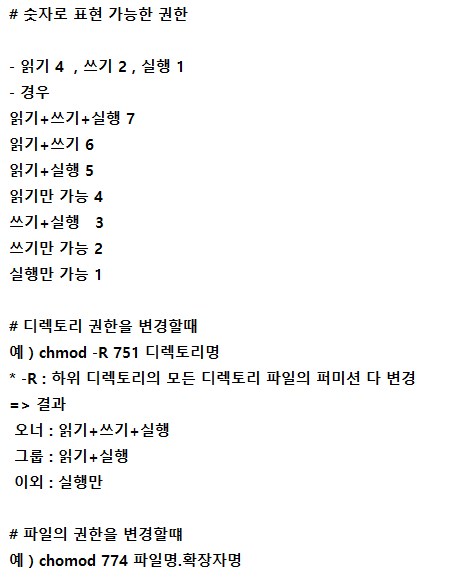 # 숫자로 표현 가능한 권한
- 읽기 4 , 쓰기 2 , 실행 1
- 경우
읽기+쓰기+실행 7
읽기+쓰기 6
읽기+실행 5
읽기만 가능 4
쓰기+실행 3
쓰기만 가능 2
실행만 가능 1
# 디렉토리 권한을 변경할때
예 ) chmod -R 751 디렉토리명
* -R : 하위 디렉토리의 모든 디렉토리 파일의 퍼미션 다 변경
=> 결과
오너 : 읽기+쓰기+실행
그룹 : 읽기+실행
이외 : 실행만
# 파일의 권한을 변경할떄
예 ) chomod 774 파일명.확장자명